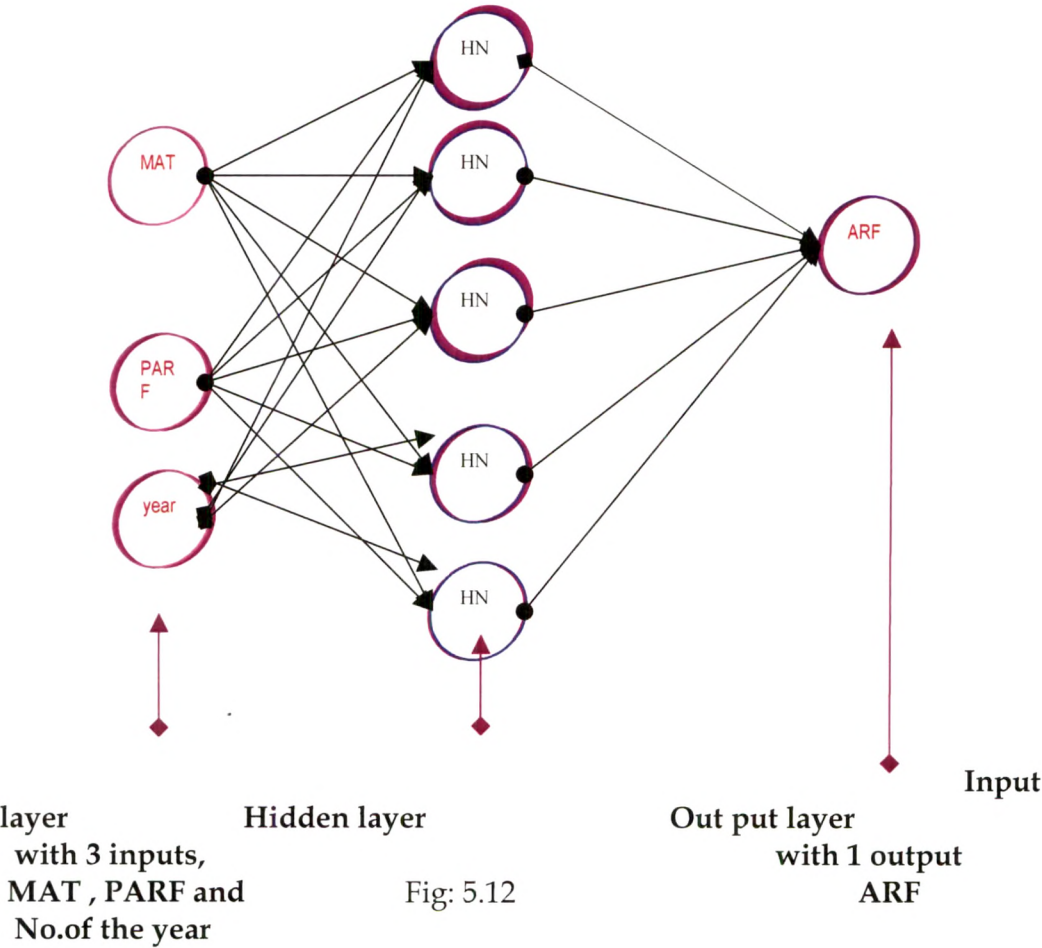 HN
MAT
HN
ARF
HN
PAR
F
HN
year
HN
Input
layer Hidden layer Out put layer
with 3 inputs, with 1 output
MAT , PARF and Fig: 5.12 ARF
No.of the year